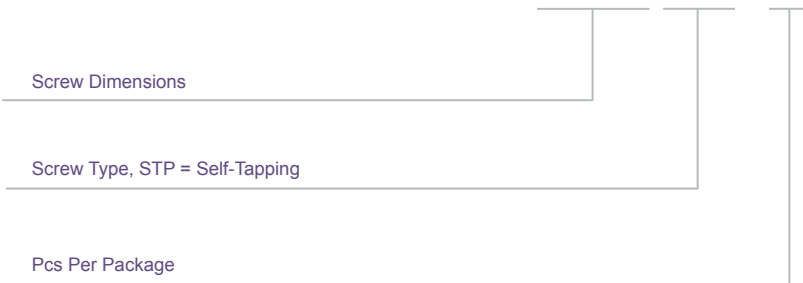 Screw Dimensions
Screw Type, STP = Self-Tapping
Pcs Per Package